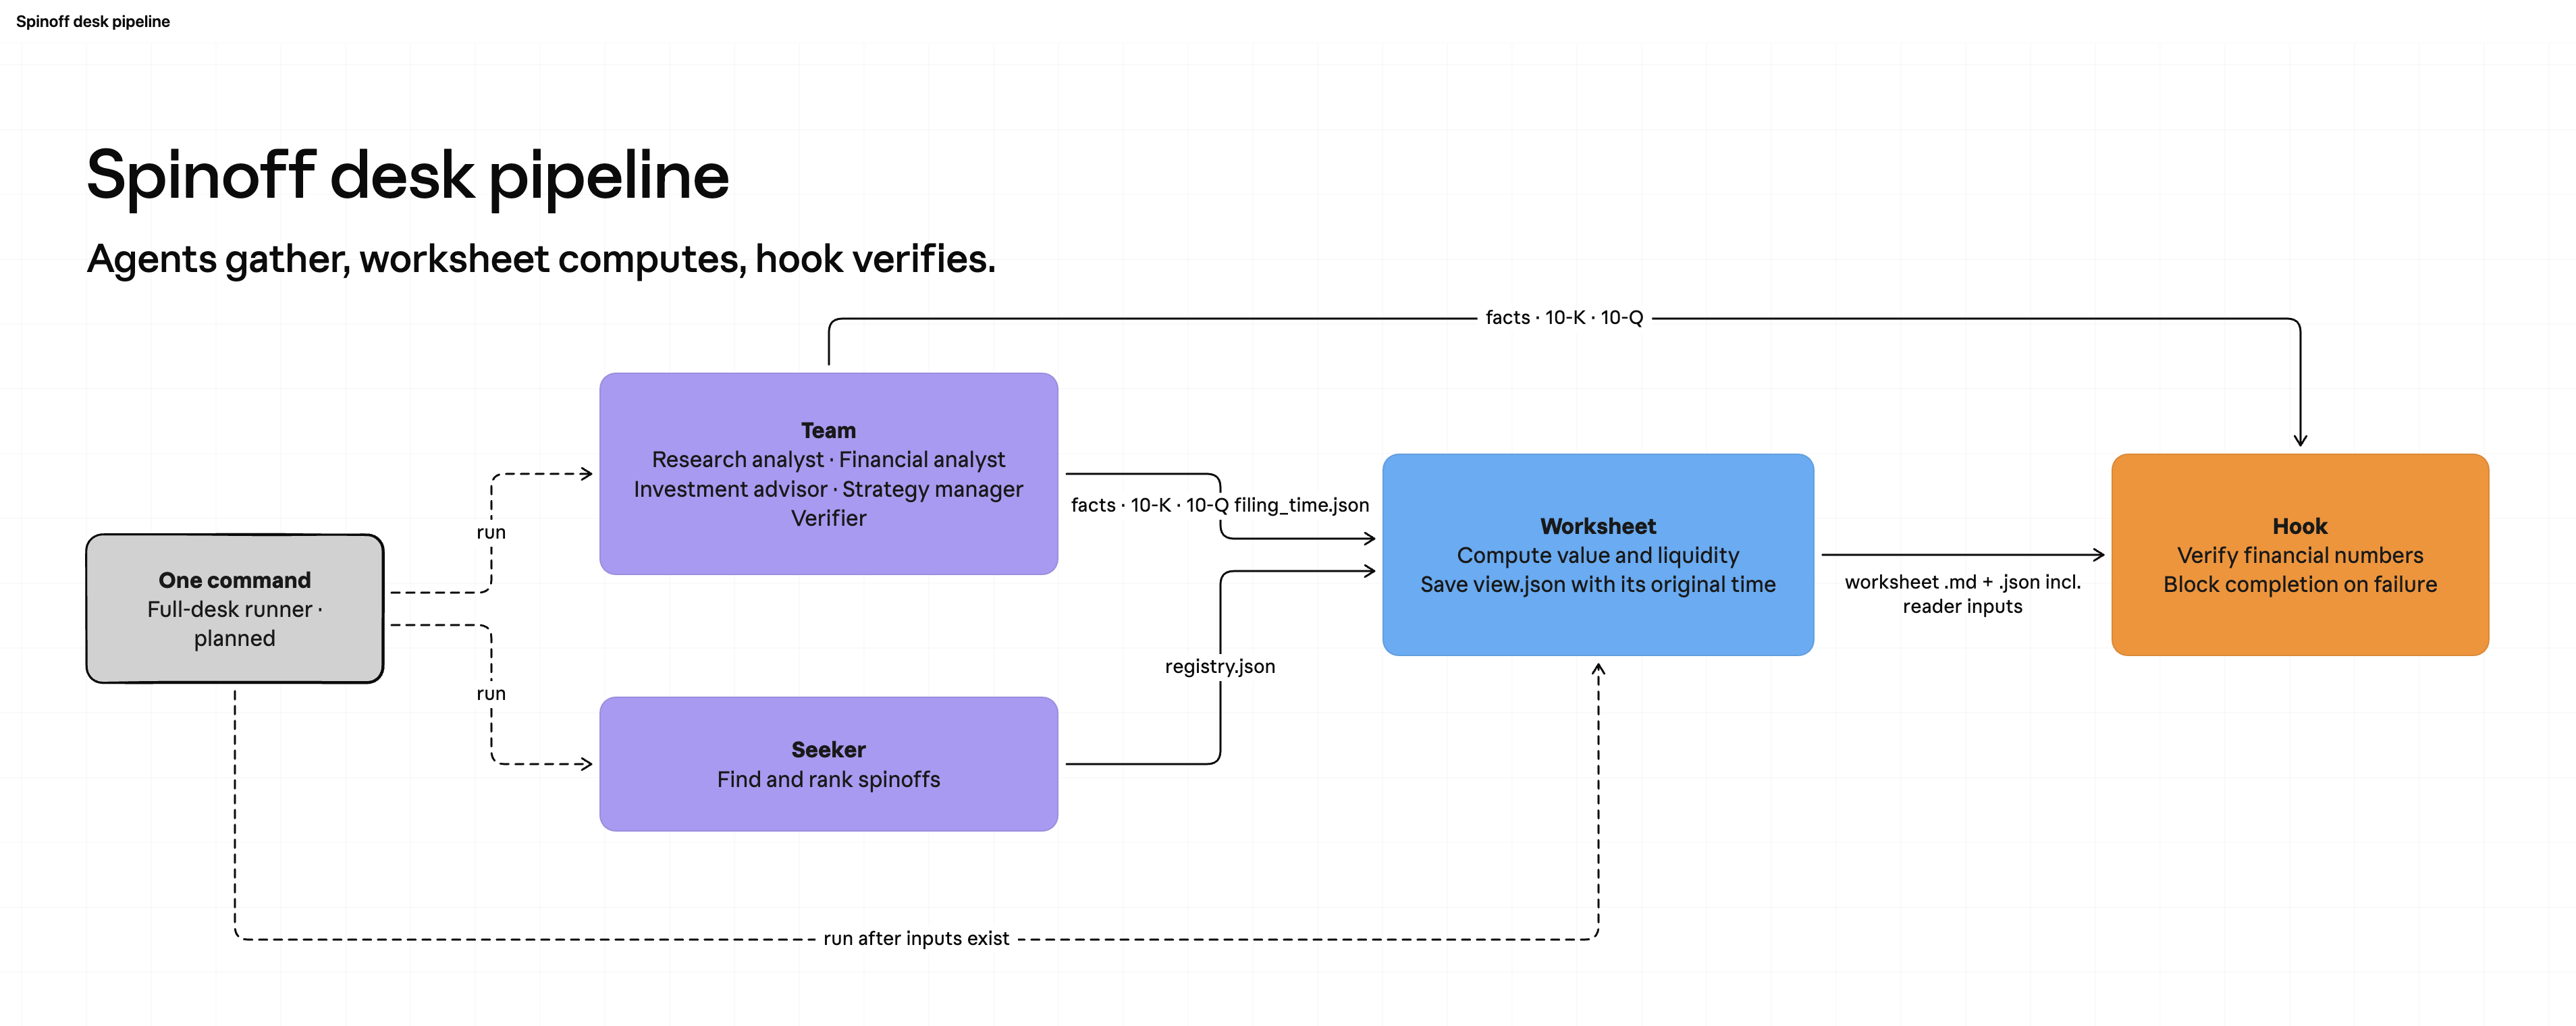 Spinoff desk pipeline
Spinoff desk pipeline
Agents gather, worksheet computes, hook verifies.
facts · 10-K · 10-Q
Team
Research analyst · Financial analyst
Investment advisor · Strategy manager
Verifier
run
facts · 10-K · 10-Q filing_time.json
One command
Full-desk runner ·
planned
Worksheet
Compute value and liquidity
Save view.json with its original time
worksheet .md + .json incl.
reader inputs
Hook
Verify financial numbers
Block completion on failure
registry.json
run
Seeker
Find and rank spinoffs
run after inputs exist